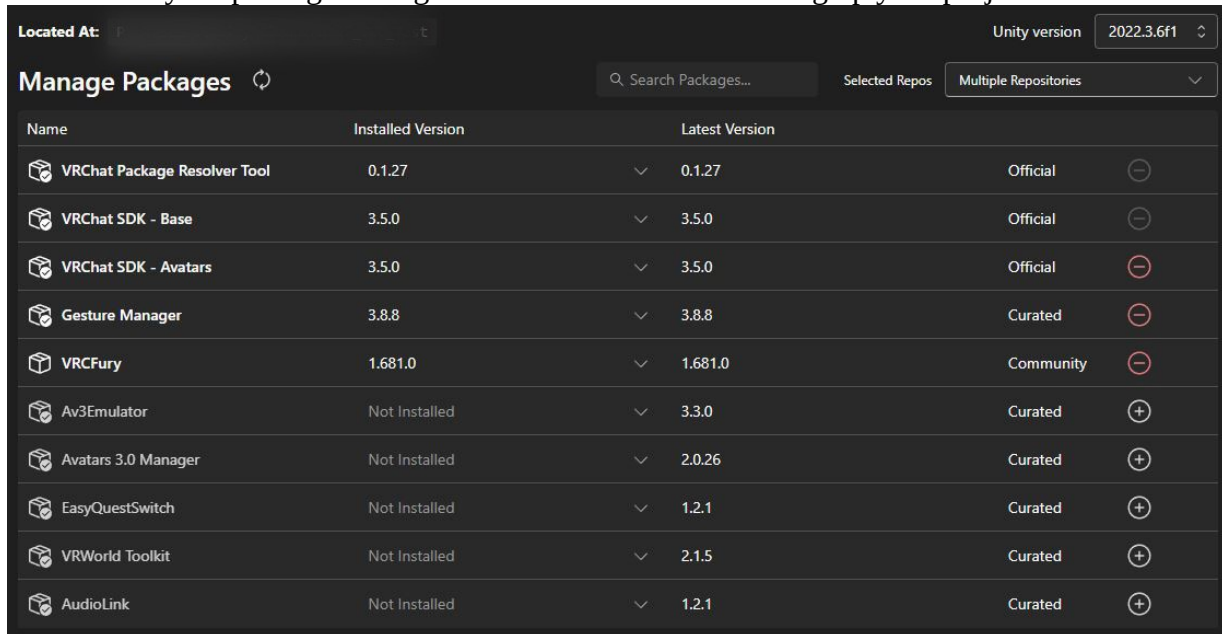 Located At:
Unity version 2022.3.6f1
Manage Packages
Search Packages...
Selected Repos Multiple Repositories
Name Installed Version Latest Version
VRChat Package Resolver Tool 0.1.27 0.1.27 Official
VRChat SDK - Base 3.5.0 3.5.0 Official
VRChat SDK - Avatars 3.5.0 3.5.0 Official
Gesture Manager 3.8.8 3.8.8 Curated
VRCFury 1.681.0 1.681.0 Community
Av3Emulator Not Installed 3.3.0 Curated
Avatars 3.0 Manager Not Installed 2.0.26 Curated
EasyQuestSwitch Not Installed 1.2.1 Curated
VRWorld Toolkit Not Installed 2.1.5 Curated
AudioLink Not Installed 1.2.1 Curated